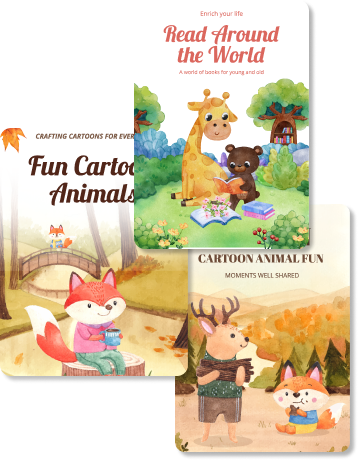 Enrich your life
Read Around
the World
A world of books for young and old
CRAFTING CARTOONS FOR EVER
Fun Cartoo
Animals
CARTOON ANIMAL FUN
MOMENTS WELL SHARED